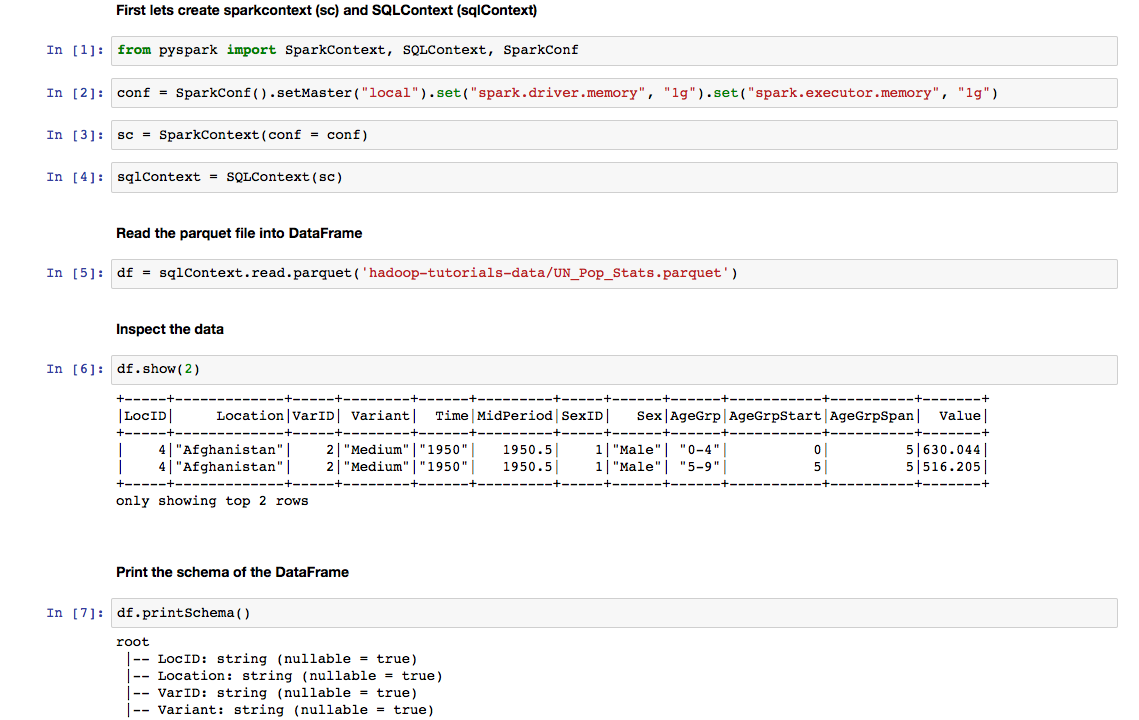 First lets create sparkcontext (sc) and SQLContext (sqlContext)
In [1]: from pyspark import SparkContext, SQLContext, SparkConf
In [2]: conf = SparkConf().setMaster("local").set("spark.driver.memory", "1g").set("spark.executor.memory", "1g")
In [3]: sc = SparkContext(conf = conf)
In [4]: sqlContext = SQLContext(sc)
Read the parquet file into DataFrame
In [5]: df = sqlContext.read.parquet('hadoop-tutorials-data/UN_Pop_Stats.parquet')
Inspect the data
In [6]: df.show(2)
+-----+-------------+-----+--------+------+---------+-----+------+------+-----------+----------+-------+
|LocID|     Location|VarID| Variant|  Time|MidPeriod|SexID|   Sex|AgeGrp|AgeGrpStart|AgeGrpSpan|  Value|
+-----+-------------+-----+--------+------+---------+-----+------+------+-----------+----------+-------+
|    4|"Afghanistan"|    2|"Medium"|"1950"|   1950.5|    1|"Male"| "0-4"|          0|         5|630.044|
|    4|"Afghanistan"|    2|"Medium"|"1950"|   1950.5|    1|"Male"| "5-9"|          5|         5|516.205|
+-----+-------------+-----+--------+------+---------+-----+------+------+-----------+----------+-------+
only showing top 2 rows
Print the schema of the DataFrame
In [7]: df.printSchema()
root
 |-- LocID: string (nullable = true)
 |-- Location: string (nullable = true)
 |-- VarID: string (nullable = true)
 |-- Variant: string (nullable = true)